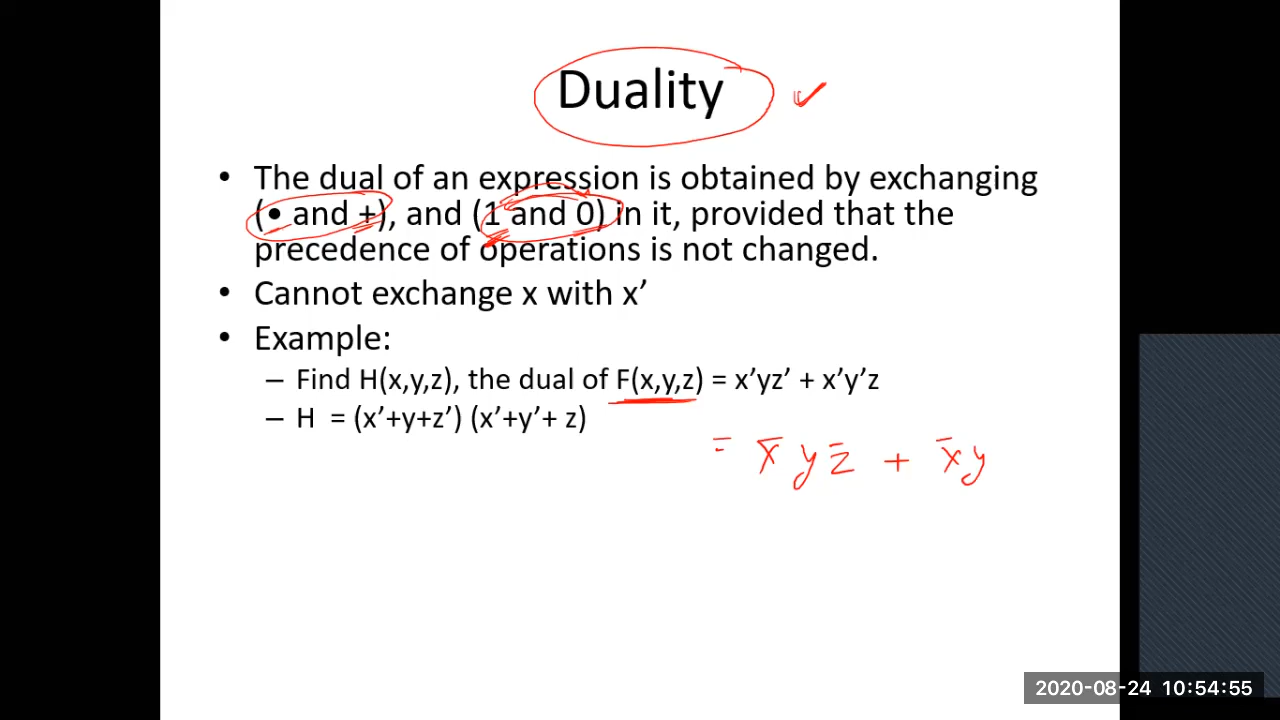 Duality ✓
• The dual of an expression is obtained by exchanging
(• and +), and (1 and 0) in it, provided that the
precedence of operations is not changed.
• Cannot exchange x with x’
• Example:
– Find H(x,y,z), the dual of F(x,y,z) = x’yz’ + x’y’z
– H = (x’+y+z’) (x’+y’+ z)
= x̅ y z̅ + x̅ y
2020-08-24 10:54:55